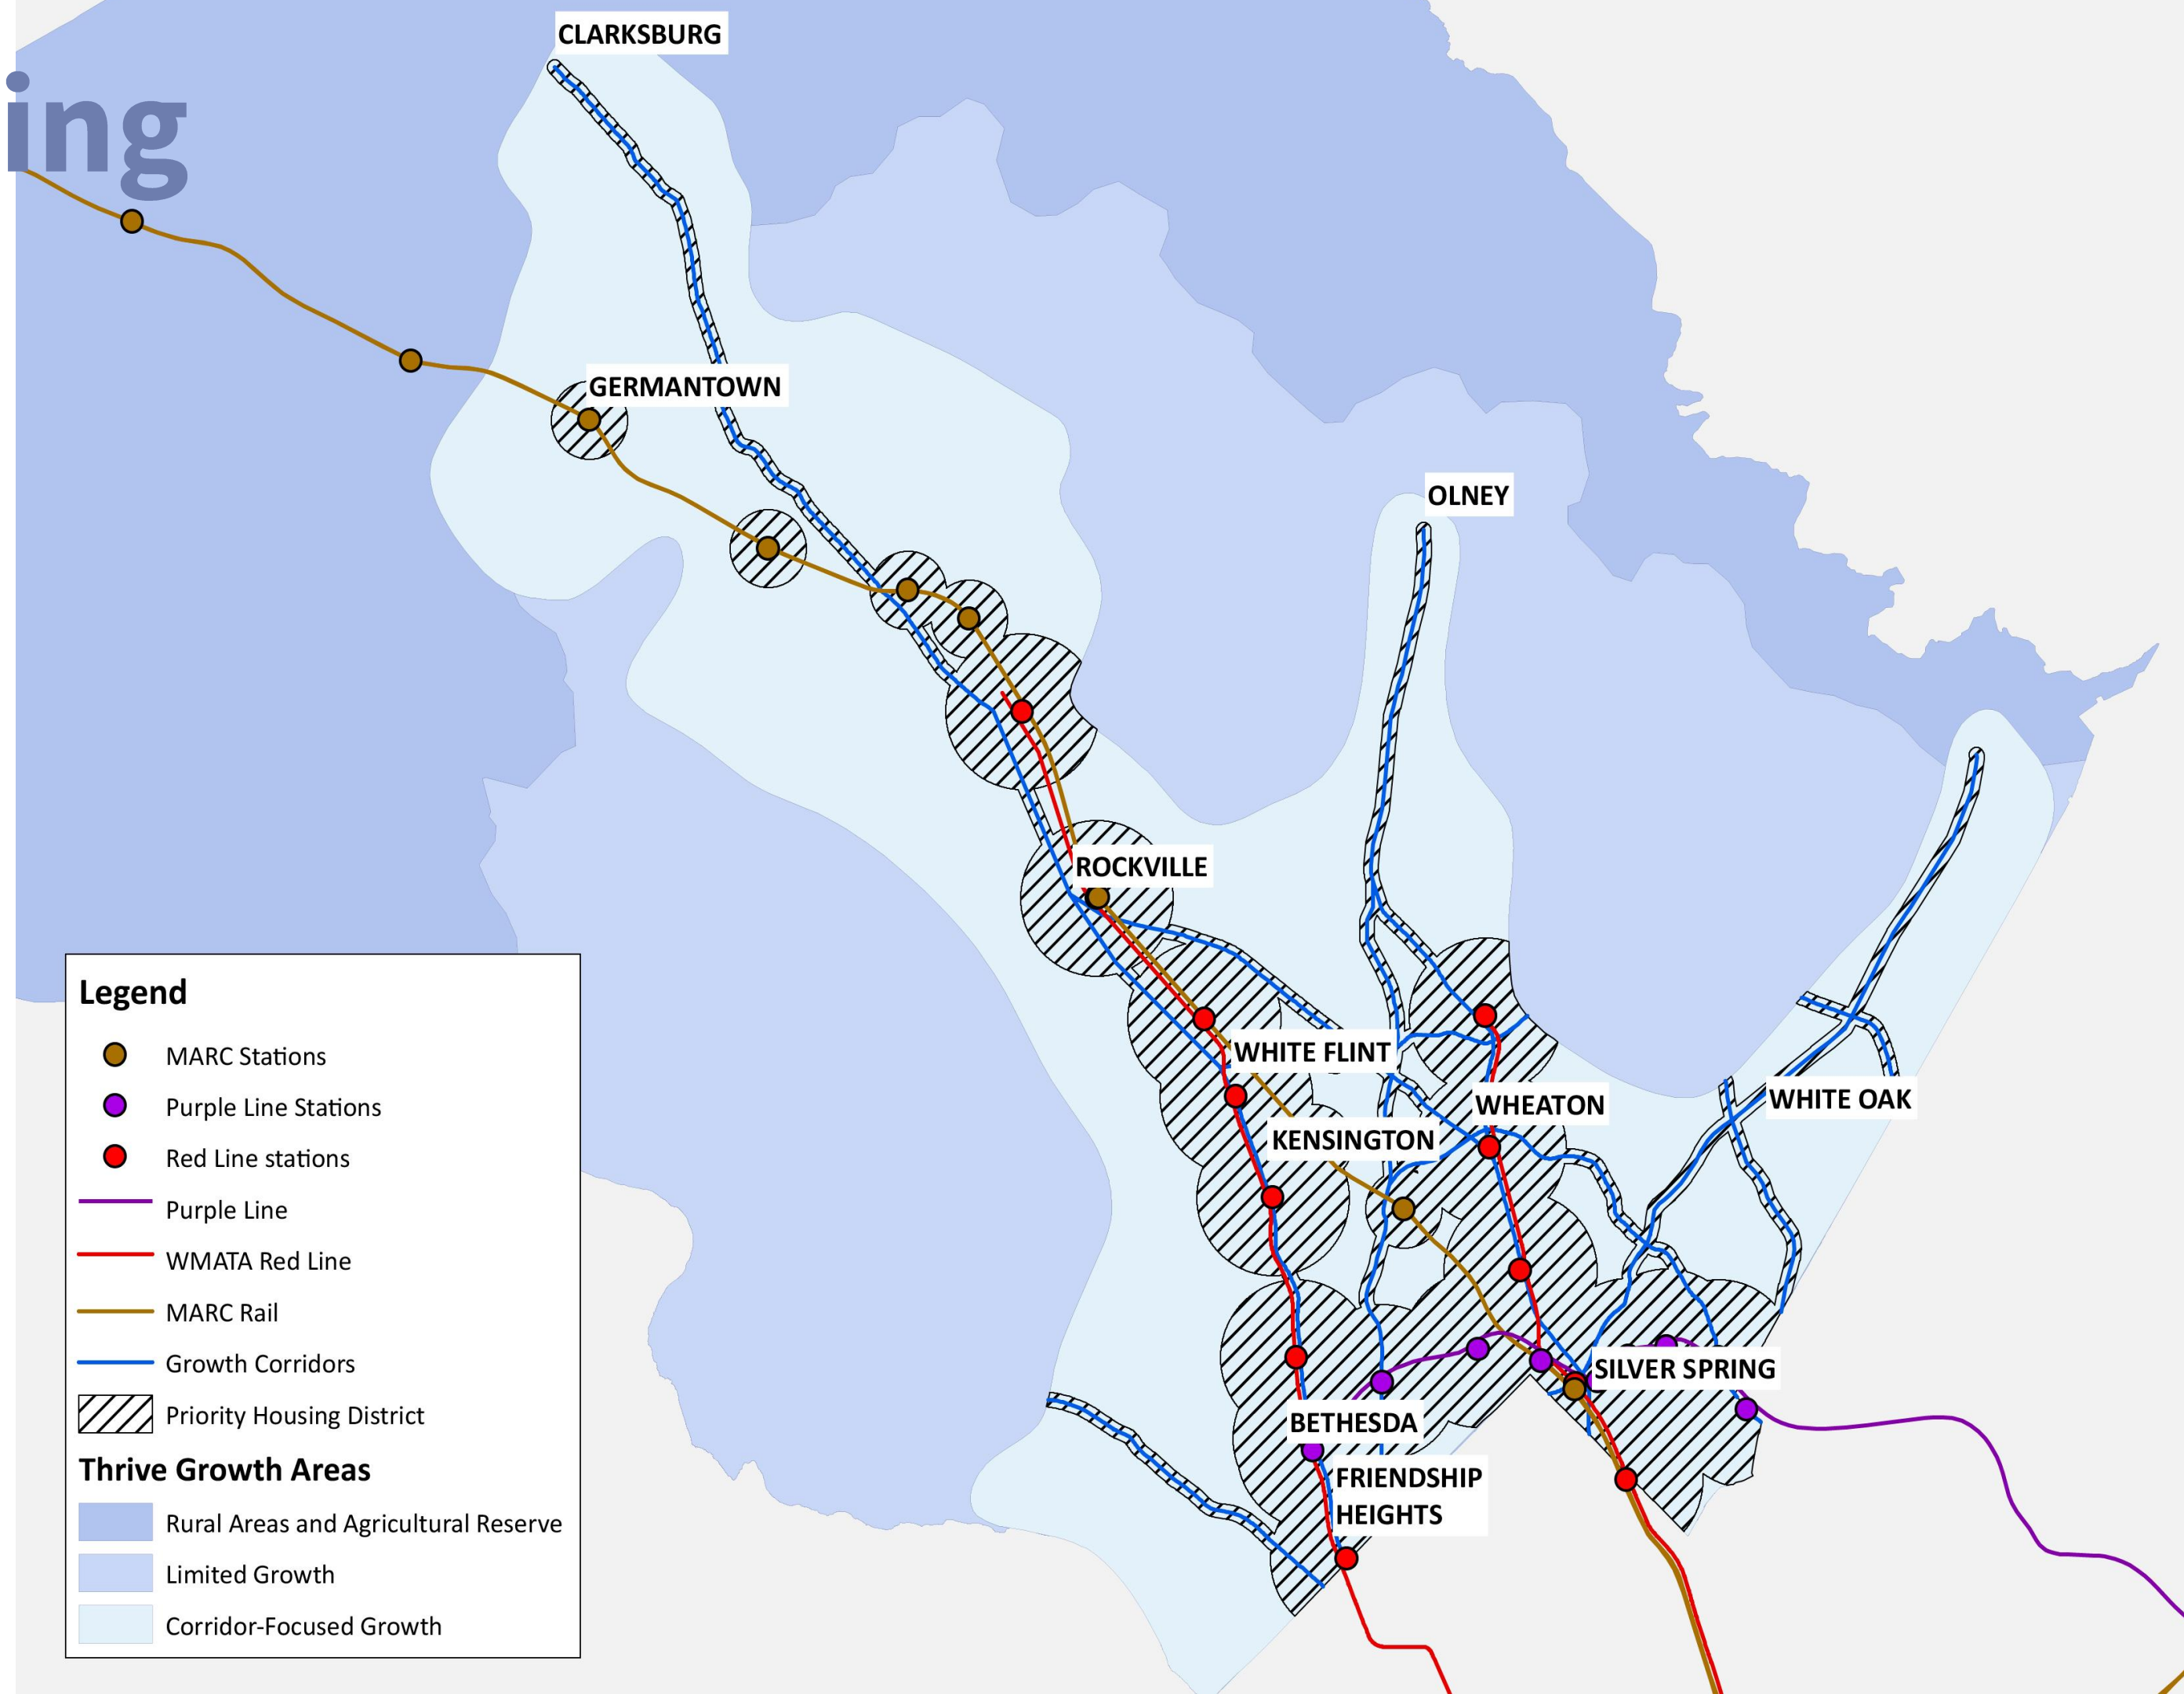 CLARKSBURG
ing
GERMANTOWN
OLNEY
ROCKVILLE
WHITE FLINT
WHEATON
WHITE OAK
KENSINGTON
SILVER SPRING
BETHESDA
FRIENDSHIP
HEIGHTS
Legend
MARC Stations
Purple Line Stations
Red Line stations
Purple Line
WMATA Red Line
MARC Rail
Growth Corridors
Priority Housing District
Thrive Growth Areas
Rural Areas and Agricultural Reserve
Limited Growth
Corridor-Focused Growth